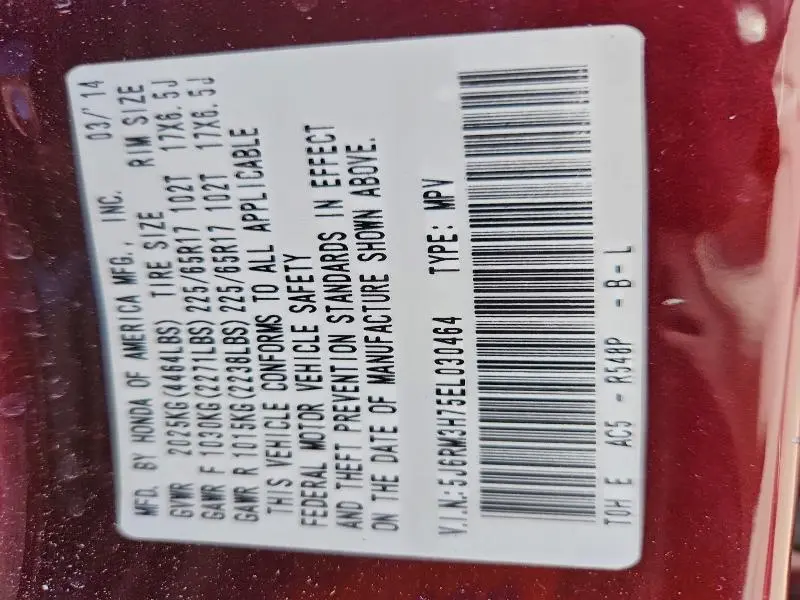 MFD. BY HONDA OF AMERICA MFG., INC. 03/'14
GVWR 2025KG(4464LBS) TIRE SIZE RIM SIZE
GAWR F 1030KG(2271LBS) 225/65R17 102T 17X6.5J
GAWR R 1015KG(2238LBS) 225/65R17 102T 17X6.5J
THIS VEHICLE CONFORMS TO ALL APPLICABLE
FEDERAL MOTOR VEHICLE SAFETY
AND THEFT PREVENTION STANDARDS IN EFFECT
ON THE DATE OF MANUFACTURE SHOWN ABOVE.
V.I.N.:5J6RM3H75EL030464 TYPE: MPV
TOH E AC5 - R548P - B - L